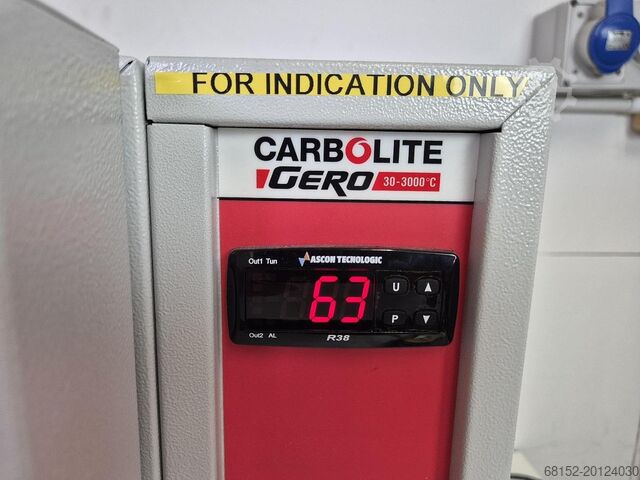 FOR INDICATION ONLY
CARBOLITE
GERO 30-3000°C
Out1 Tun ASCON TECNOLOGIC
63
U
P
Out2 AL R38
68152-20124030